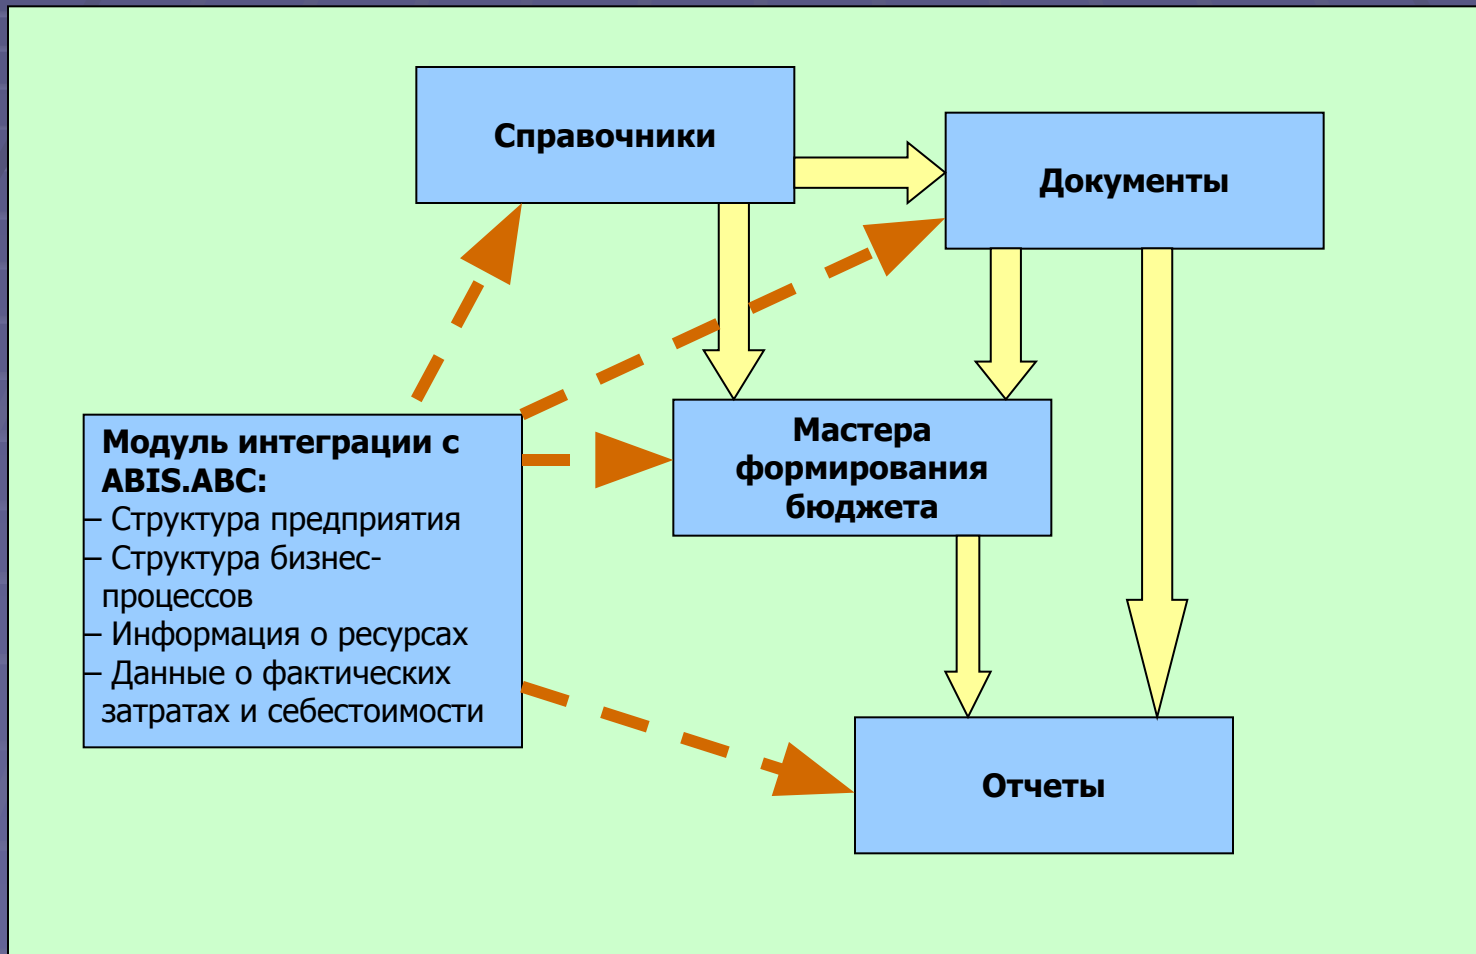 Справочники
Документы
Мастера
формирования
бюджета
Модуль интеграции с
ABIS.ABC:
– Структура предприятия
– Структура бизнес-
процессов
– Информация о ресурсах
– Данные о фактических
затратах и себестоимости
Отчеты